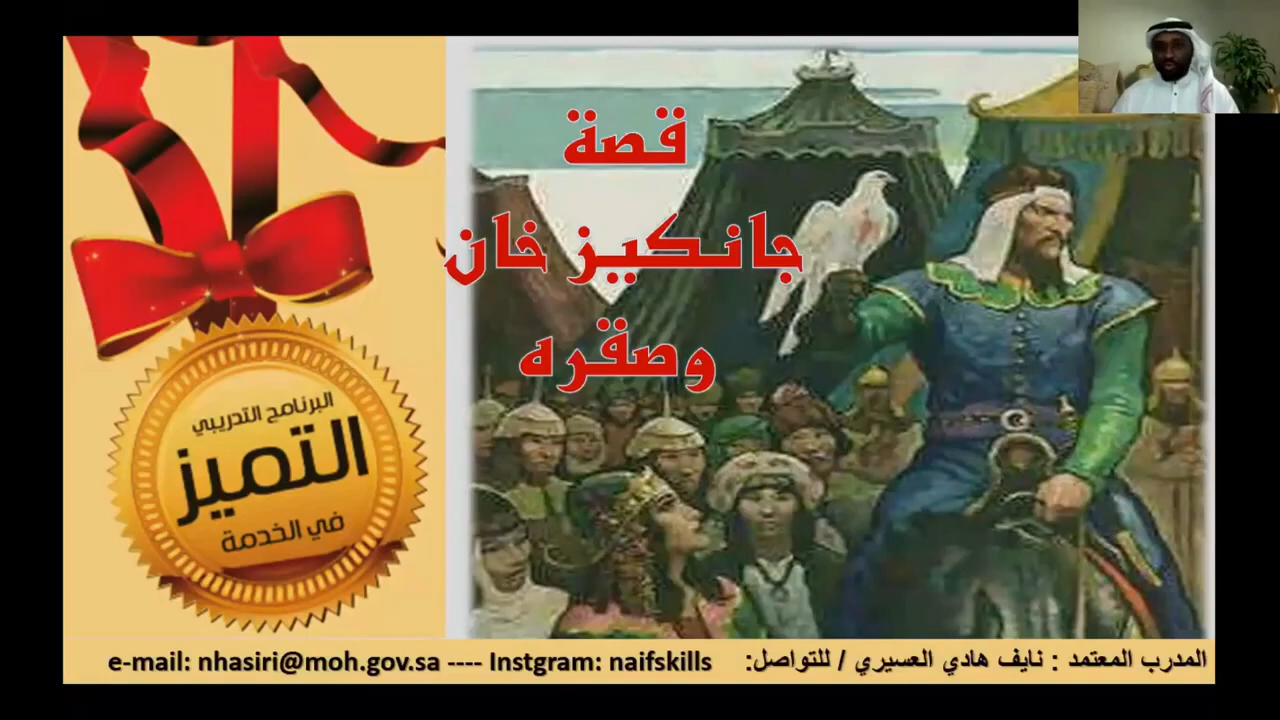 قصة
جانكيز خان
وصقره
البرنامج التدريبي
التميز
في الخدمة
المدرب المعتمد : نايف هادي العسيري / للتواصل: e-mail: nhasiri@moh.gov.sa ---- Instgram: naifskills